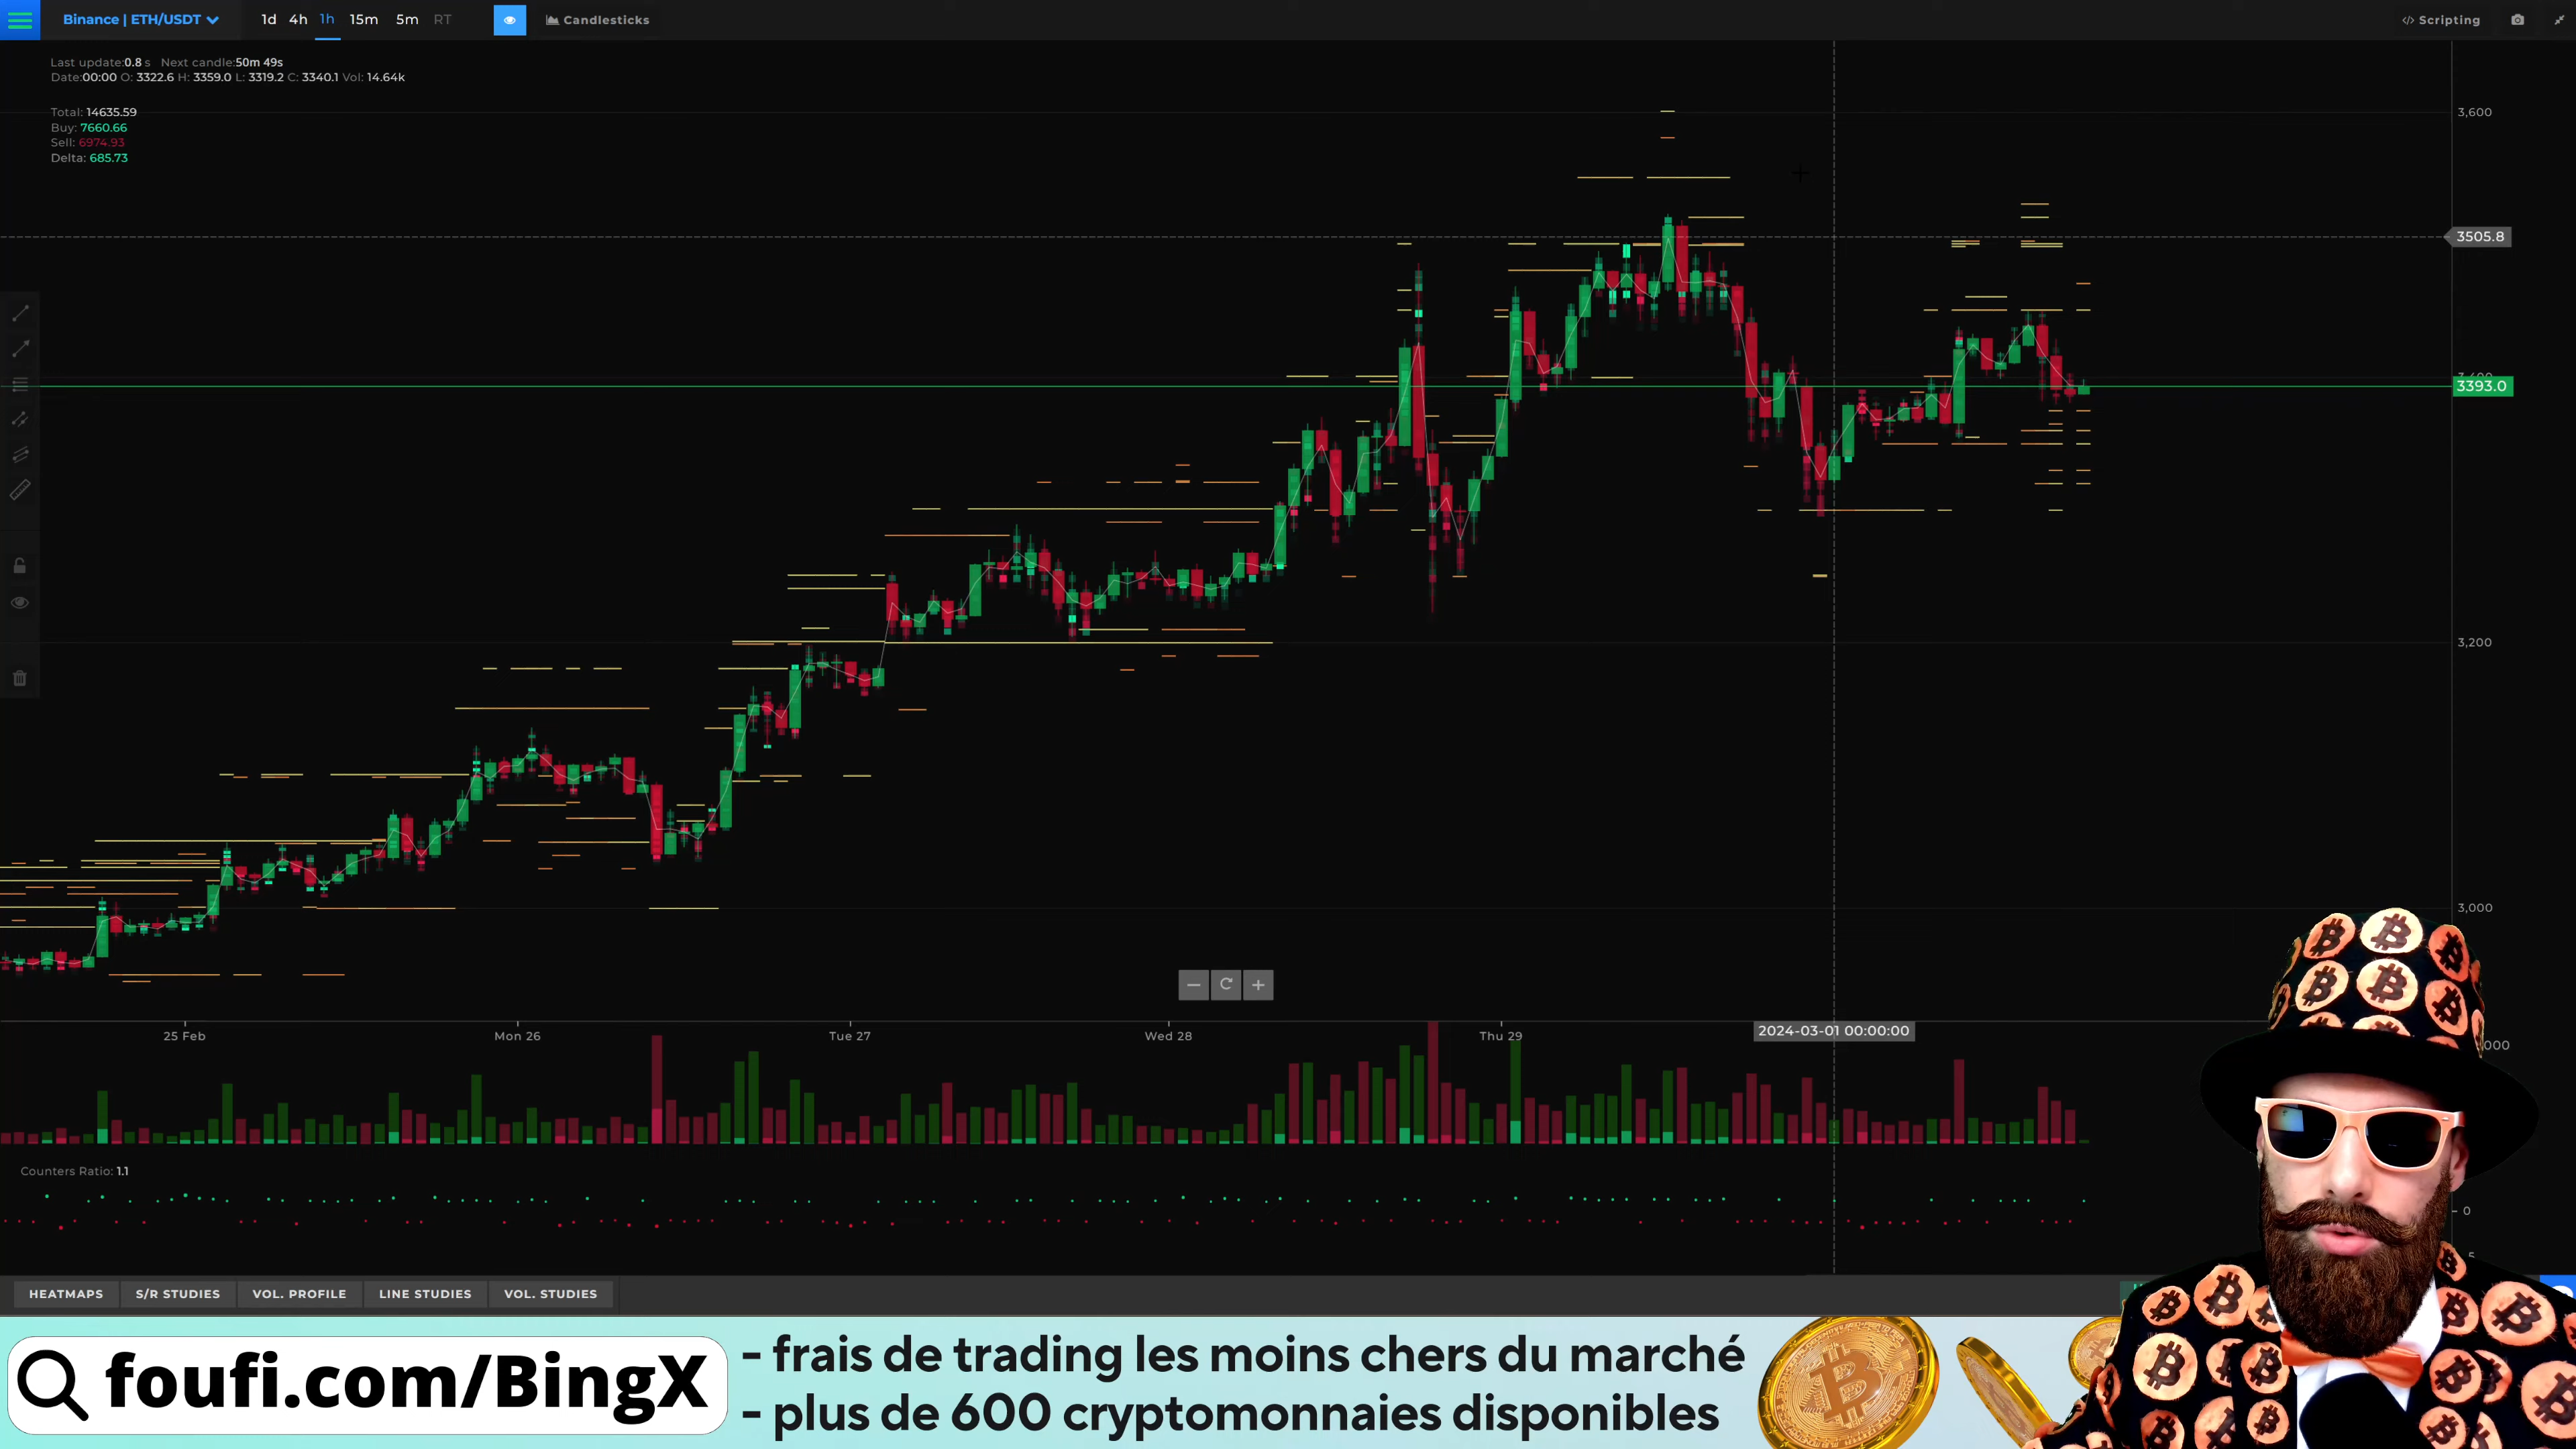 Binance | ETH/USDT 1d 4h 1h 15m 5m RT Candlesticks </> Scripting
Last update:0.8 s Next candle:50m 49s
Date:00:00 O: 3322.6 H: 3359.0 L: 3319.2 C: 3340.1 Vol: 14.64k
Total: 14635.59
Buy: 7660.66
Sell: 6974.93
Delta: 685.73
3,600
3505.8
3393.0
3,200
3,000
25 Feb Mon 26 Tue 27 Wed 28 Thu 29 2024-03-01 00:00:00
Counters Ratio: 1.1
0
HEATMAPS S/R STUDIES VOL. PROFILE LINE STUDIES VOL. STUDIES
foufi.com/BingX
- frais de trading les moins chers du marché
- plus de 600 cryptomonnaies disponibles